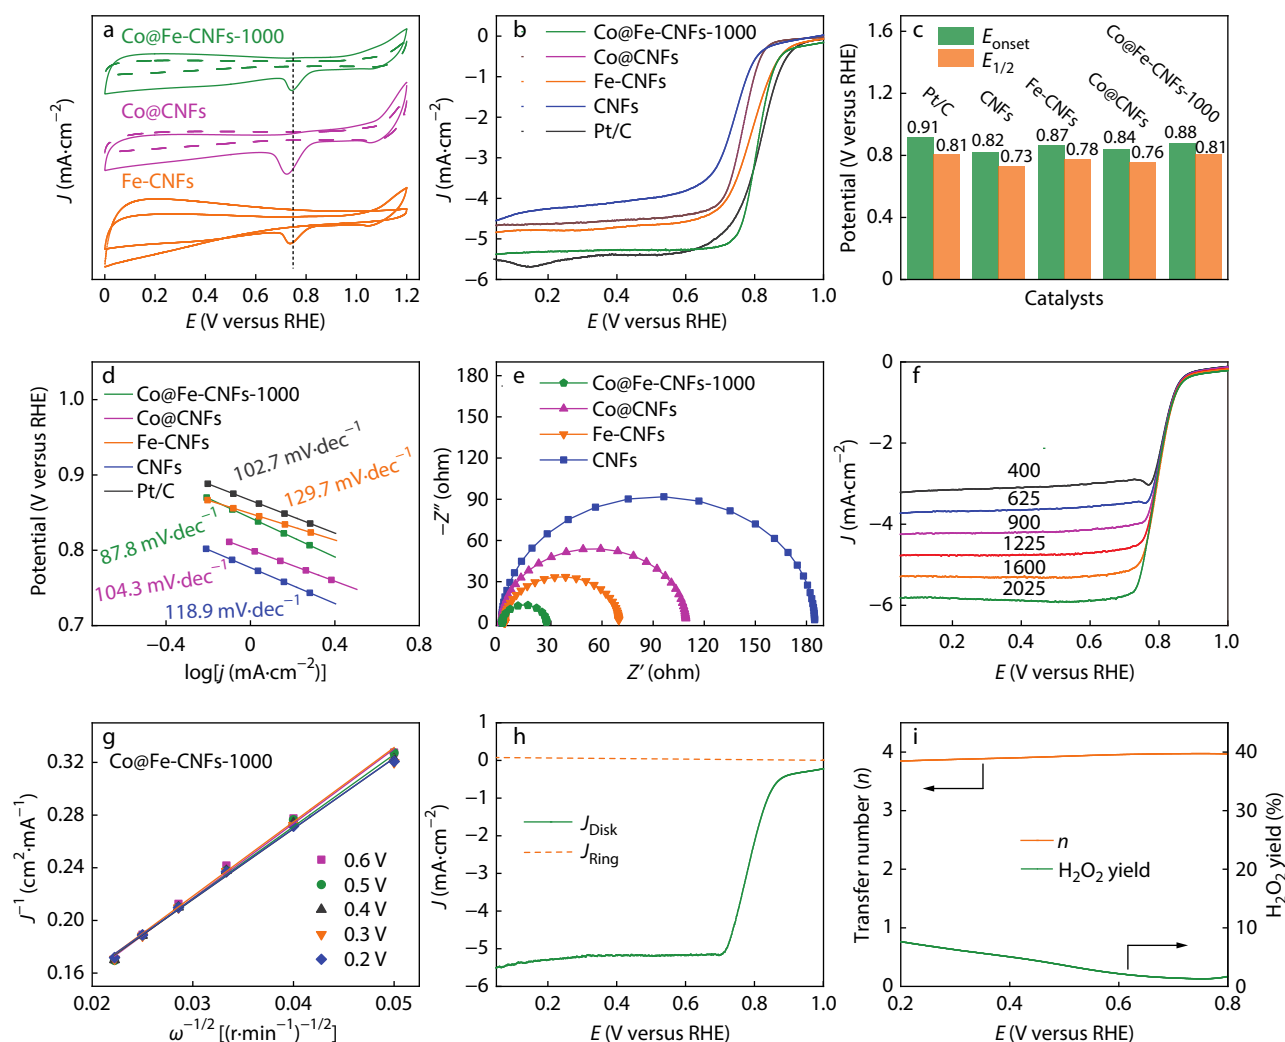 a
Co@Fe-CNFs-1000
Co@CNFs
Fe-CNFs
J (mA·cm−2)
0 0.2 0.4 0.6 0.8 1.0 1.2
E (V versus RHE)
b
Co@Fe-CNFs-1000
Co@CNFs
Fe-CNFs
CNFs
Pt/C
0
−1
−2
−3
−4
−5
−6
J (mA·cm−2)
0.2 0.4 0.6 0.8 1.0
E (V versus RHE)
c
Eonset
E1/2
Co@Fe-CNFs-1000
Pt/C
CNFs
Fe-CNFs
Co@CNFs
0.91 0.81 0.82 0.73 0.87 0.78 0.84 0.76 0.88 0.81
1.6
1.2
0.8
0.4
0
Potential (V versus RHE)
Catalysts
d
Co@Fe-CNFs-1000
Co@CNFs
Fe-CNFs
CNFs
Pt/C
102.7 mV·dec−1
129.7 mV·dec−1
87.8 mV·dec−1
104.3 mV·dec−1
118.9 mV·dec−1
1.0
0.9
0.8
0.7
Potential (V versus RHE)
−0.4 0 0.4 0.8
log[j (mA·cm−2)]
e
Co@Fe-CNFs-1000
Co@CNFs
Fe-CNFs
CNFs
180
150
120
90
60
30
0
−Z″ (ohm)
0 30 60 90 120 150 180
Z′ (ohm)
f
400
625
900
1225
1600
2025
0
−2
−4
−6
J (mA·cm−2)
0.2 0.4 0.6 0.8 1.0
E (V versus RHE)
g
Co@Fe-CNFs-1000
0.6 V
0.5 V
0.4 V
0.3 V
0.2 V
0.32
0.28
0.24
0.20
0.16
J−1 (cm2·mA−1)
0.02 0.03 0.04 0.05
ω−1/2 [(r·min−1)−1/2]
h
JDisk
JRing
1
0
−1
−2
−3
−4
−5
−6
J (mA·cm−2)
0.2 0.4 0.6 0.8 1.0
E (V versus RHE)
i
n
H2O2 yield
4
3
2
1
0
Transfer number (n)
40
30
20
10
0
H2O2 yield (%)
0.2 0.4 0.6 0.8
E (V versus RHE)